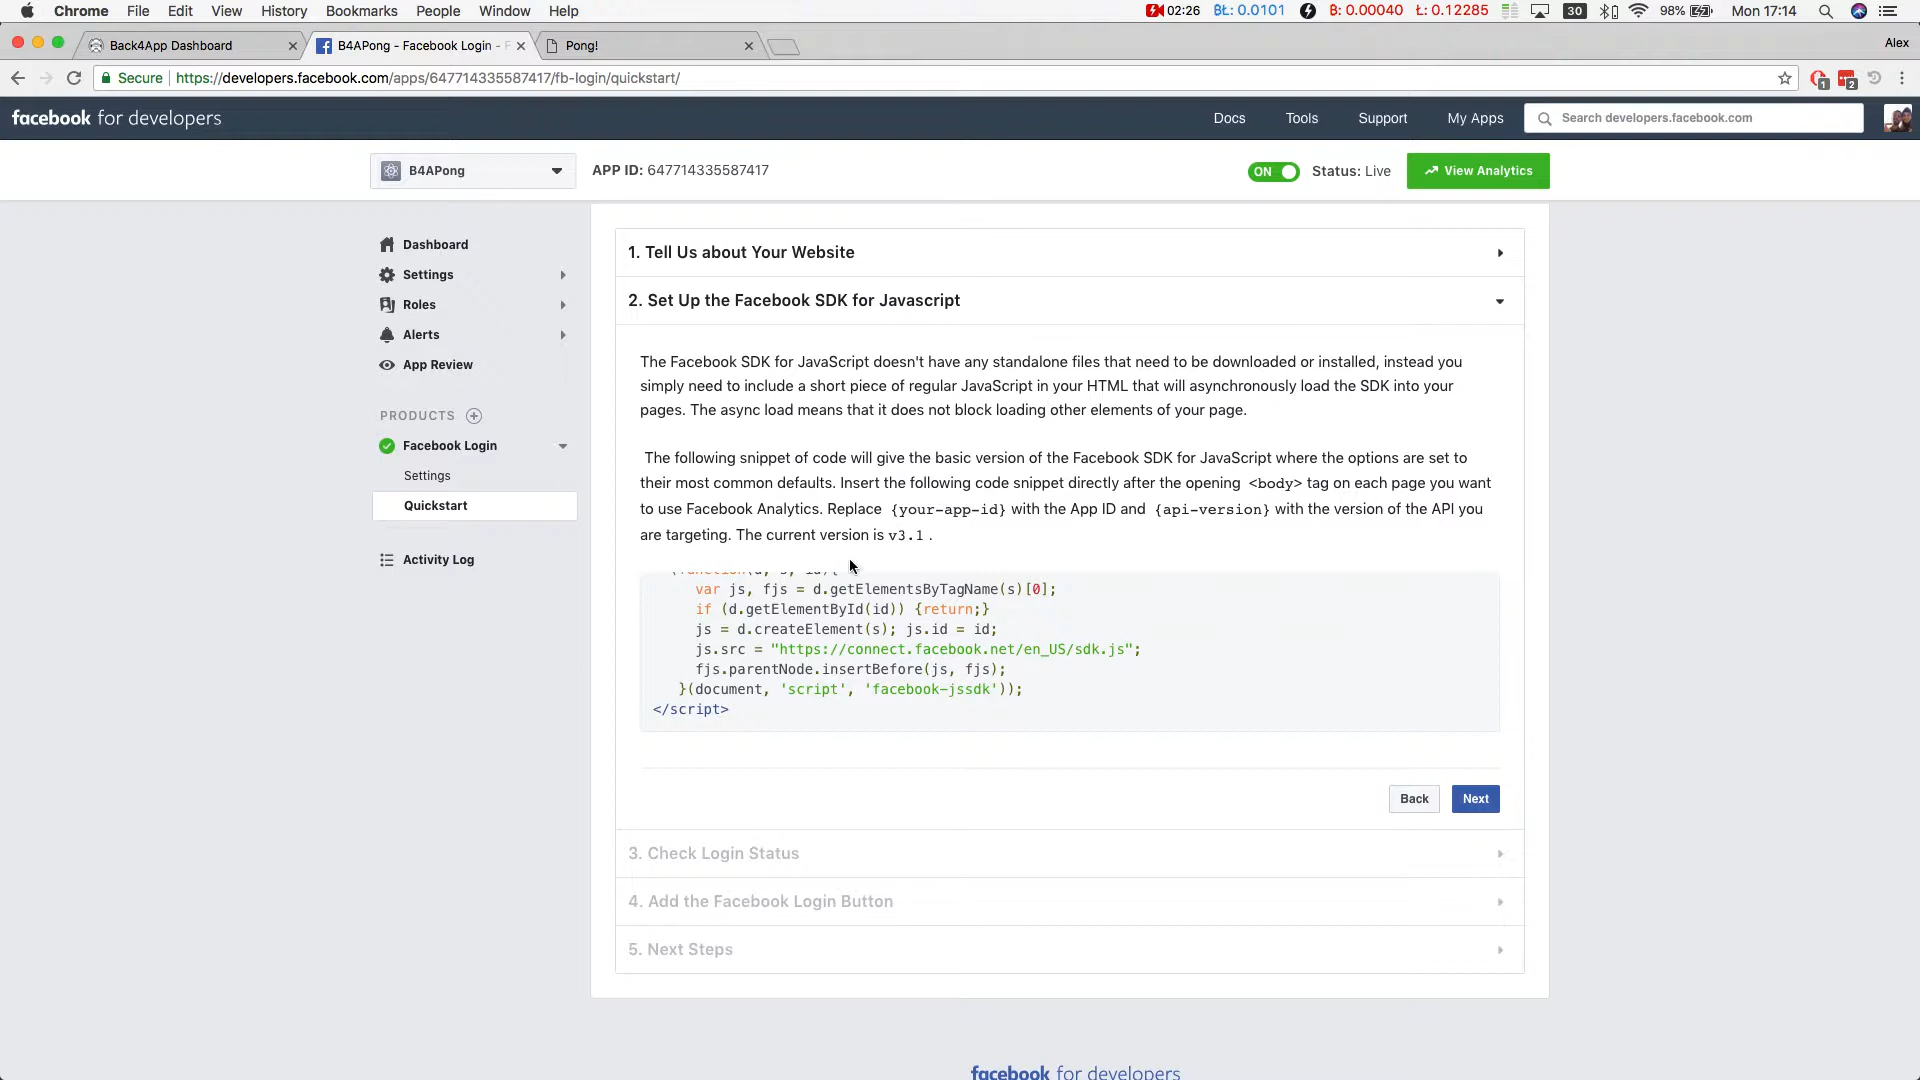 Chrome File Edit View History Bookmarks People Window Help 02:26 ɃŁ: 0.0101 Ƀ: 0.00040 Ł: 0.12285 30 98% Mon 17:14
Back4App Dashboard B4APong - Facebook Login - F Pong! Alex
Secure https://developers.facebook.com/apps/647714335587417/fb-login/quickstart/ 1 2
facebook for developers Docs Tools Support My Apps Search developers.facebook.com
B4APong APP ID: 647714335587417 ON Status: Live View Analytics
Dashboard
Settings
Roles
Alerts
App Review
PRODUCTS
Facebook Login
Settings
Quickstart
Activity Log
1. Tell Us about Your Website
2. Set Up the Facebook SDK for Javascript
The Facebook SDK for JavaScript doesn't have any standalone files that need to be downloaded or installed, instead you
simply need to include a short piece of regular JavaScript in your HTML that will asynchronously load the SDK into your
pages. The async load means that it does not block loading other elements of your page.
The following snippet of code will give the basic version of the Facebook SDK for JavaScript where the options are set to
their most common defaults. Insert the following code snippet directly after the opening <body> tag on each page you want
to use Facebook Analytics. Replace {your-app-id} with the App ID and {api-version} with the version of the API you
are targeting. The current version is v3.1 .
(function(d, s, id){
var js, fjs = d.getElementsByTagName(s)[0];
if (d.getElementById(id)) {return;}
js = d.createElement(s); js.id = id;
js.src = "https://connect.facebook.net/en_US/sdk.js";
fjs.parentNode.insertBefore(js, fjs);
}(document, 'script', 'facebook-jssdk'));
</script>
Back Next
3. Check Login Status
4. Add the Facebook Login Button
5. Next Steps
facebook for developers